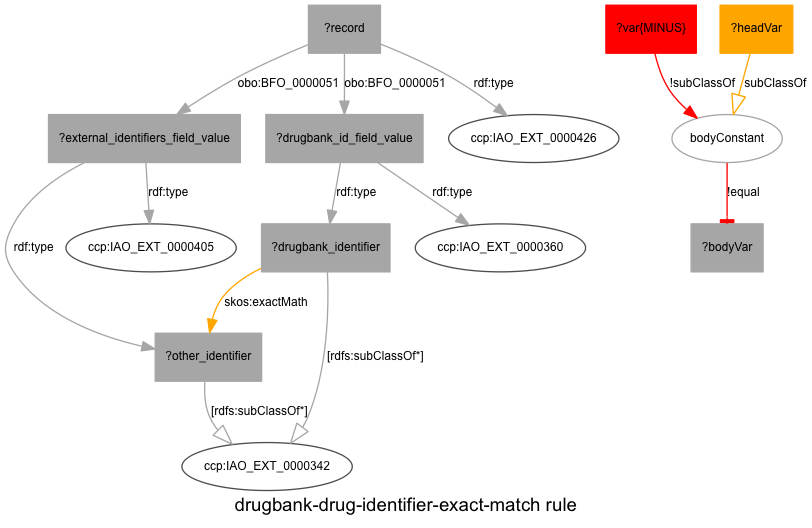 ?record
?var(MINUS)
?headVar
obo:BFO_0000051
obo:BFO_0000051
rdf:type
!subClassOf
subClassOf
?external_identifiers_field_value
?drugbank_id_field_value
ccp:IAO_EXT_0000426
bodyConstant
rdf:type
rdf:type
rdf:type
!equal
rdf:type
ccp:IAO_EXT_0000405
?drugbank_identifier
ccp:IAO_EXT_0000360
?bodyVar
skos:exactMath
?other_identifier
[rdfs:subClassOf*]
[rdfs:subClassOf*]
ccp:IAO_EXT_0000342
drugbank-drug-identifier-exact-match rule